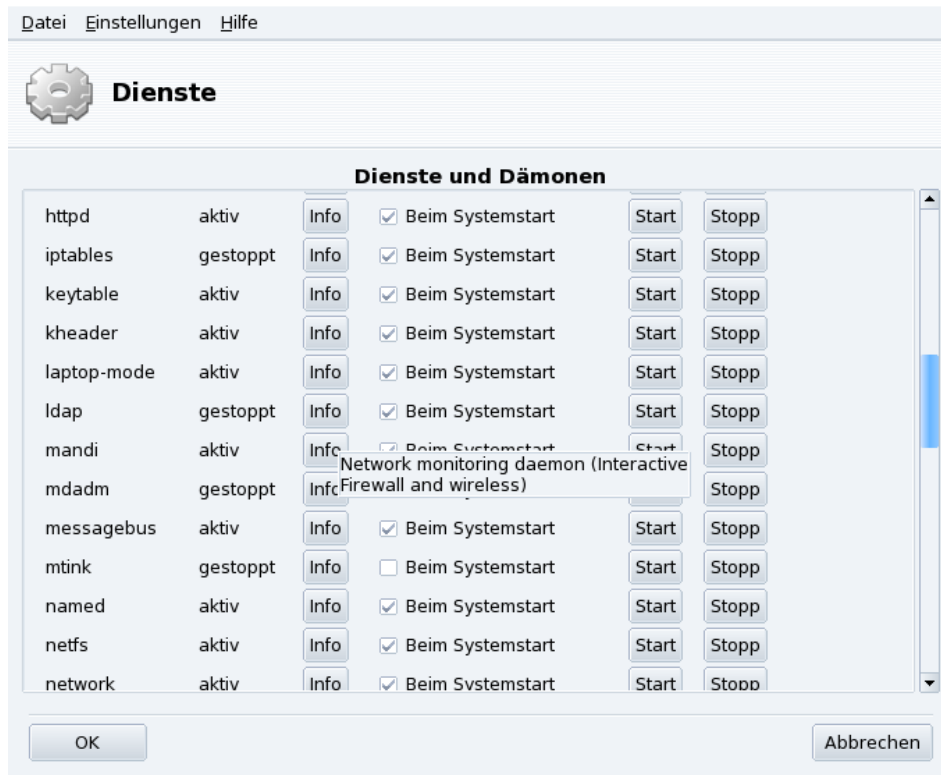 Datei Einstellungen Hilfe
Dienste
Dienste und Dämonen
httpd aktiv Info Beim Systemstart Start Stopp
iptables gestoppt Info Beim Systemstart Start Stopp
keytable aktiv Info Beim Systemstart Start Stopp
kheader aktiv Info Beim Systemstart Start Stopp
laptop-mode aktiv Info Beim Systemstart Start Stopp
ldap gestoppt Info Beim Systemstart Start Stopp
mandi aktiv Info Beim Systemstart Start Stopp
Network monitoring daemon (Interactive
Firewall and wireless)
mdadm gestoppt Info Stopp
messagebus aktiv Info Beim Systemstart Start Stopp
mtink gestoppt Info Beim Systemstart Start Stopp
named aktiv Info Beim Systemstart Start Stopp
netfs aktiv Info Beim Systemstart Start Stopp
network aktiv Info Beim Systemstart Start Stopp
OK Abbrechen